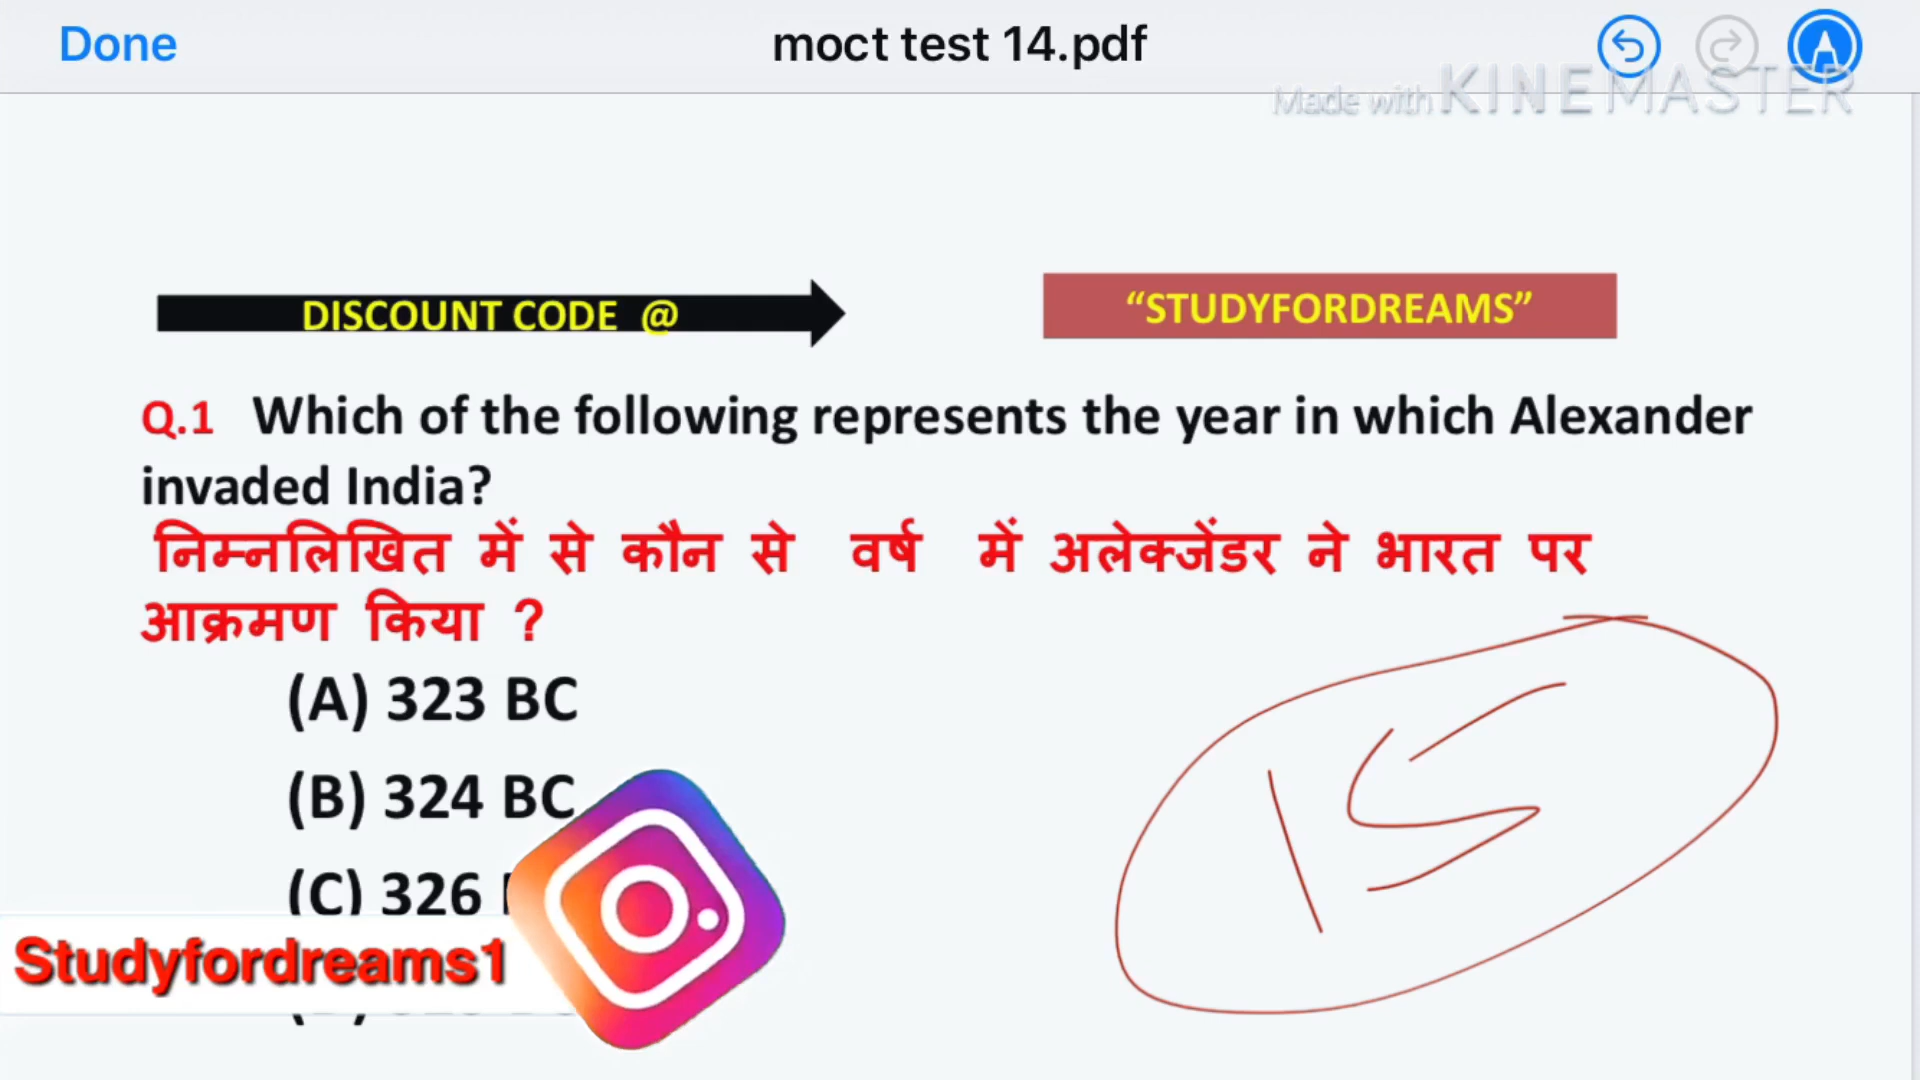 Done
moct test 14.pdf
Made with KINEMASTER
DISCOUNT CODE @
“STUDYFORDREAMS”
Q.1 Which of the following represents the year in which Alexander
invaded India?
निम्नलिखित में से कौन से वर्ष में अलेक्जेंडर ने भारत पर
आक्रमण किया ?
(A) 323 BC
(B) 324 BC
(C) 326
15
Studyfordreams1